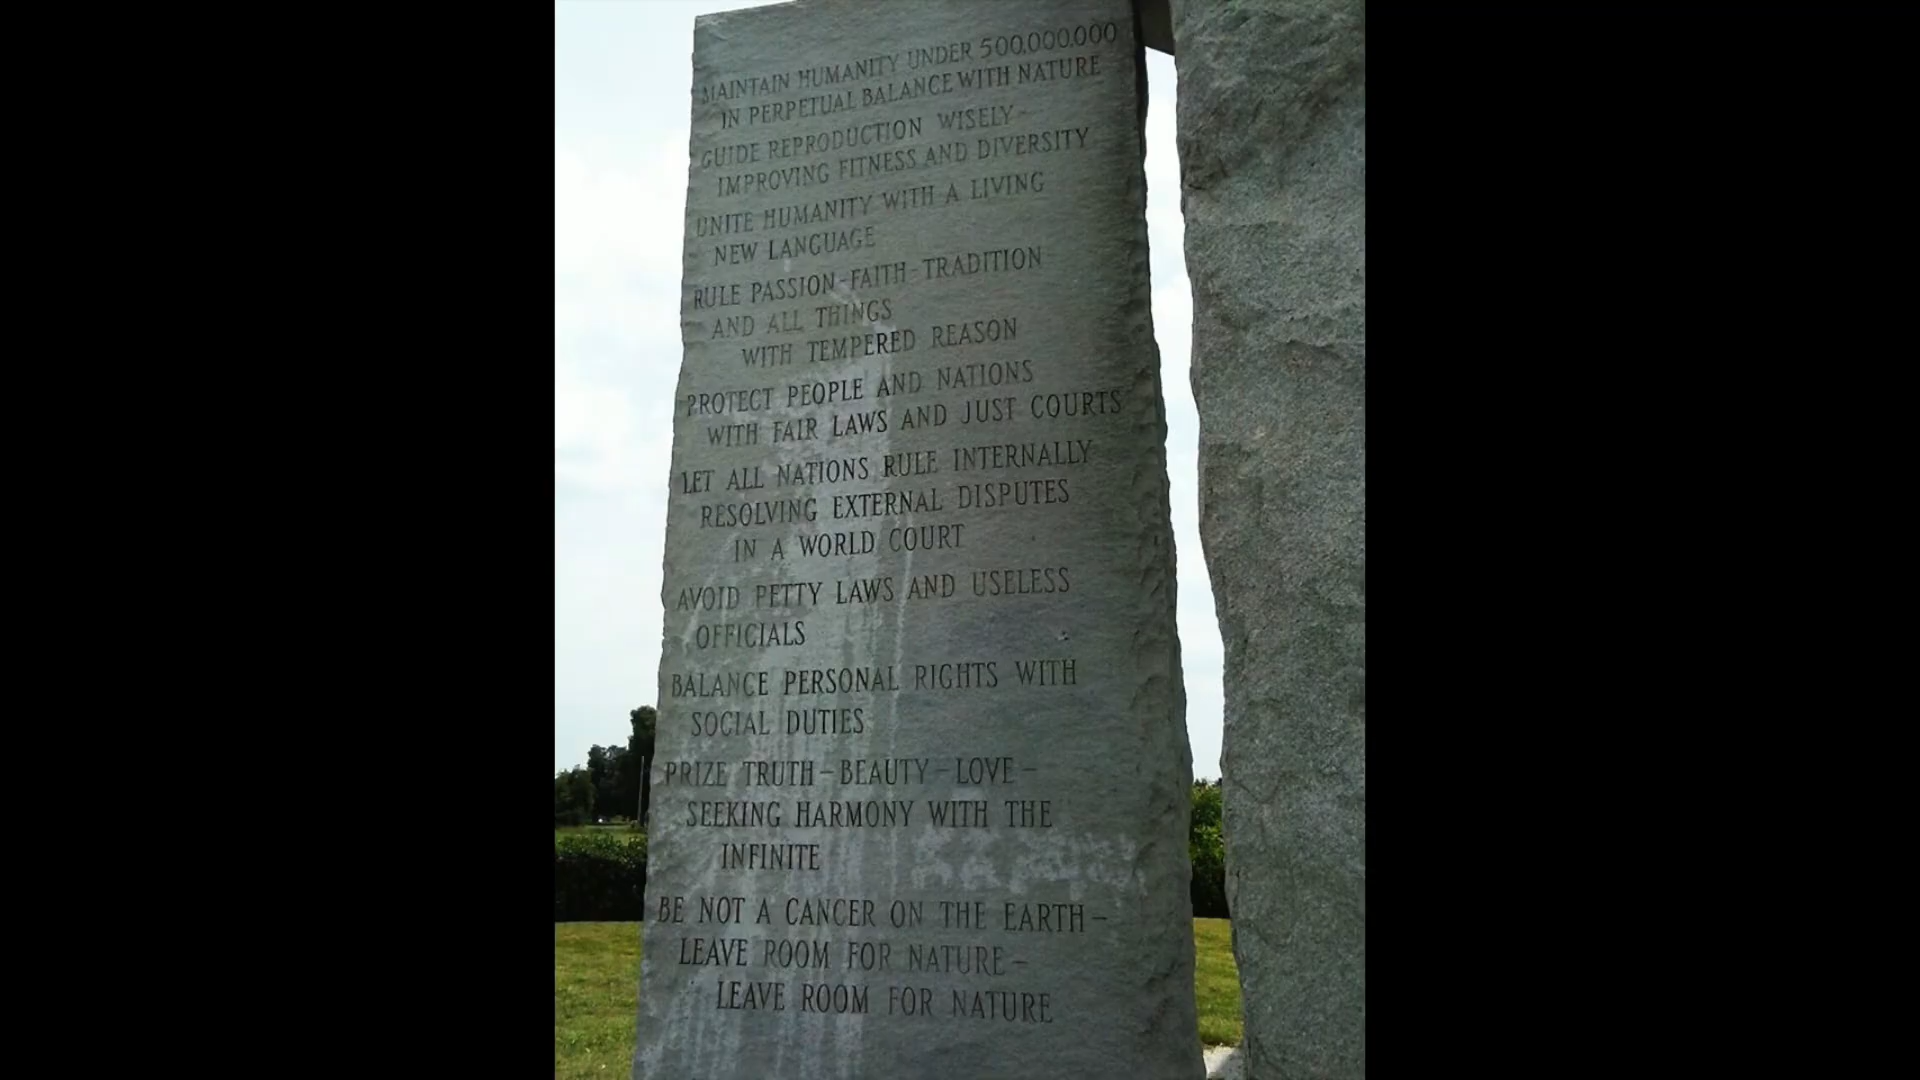 MAINTAIN HUMANITY UNDER 500,000,000
IN PERPETUAL BALANCE WITH NATURE
GUIDE REPRODUCTION WISELY-
IMPROVING FITNESS AND DIVERSITY
UNITE HUMANITY WITH A LIVING
NEW LANGUAGE
RULE PASSION-FAITH-TRADITION
AND ALL THINGS
WITH TEMPERED REASON
PROTECT PEOPLE AND NATIONS
WITH FAIR LAWS AND JUST COURTS
LET ALL NATIONS RULE INTERNALLY
RESOLVING EXTERNAL DISPUTES
IN A WORLD COURT
AVOID PETTY LAWS AND USELESS
OFFICIALS
BALANCE PERSONAL RIGHTS WITH
SOCIAL DUTIES
PRIZE TRUTH-BEAUTY-LOVE-
SEEKING HARMONY WITH THE
INFINITE
BE NOT A CANCER ON THE EARTH-
LEAVE ROOM FOR NATURE-
LEAVE ROOM FOR NATURE